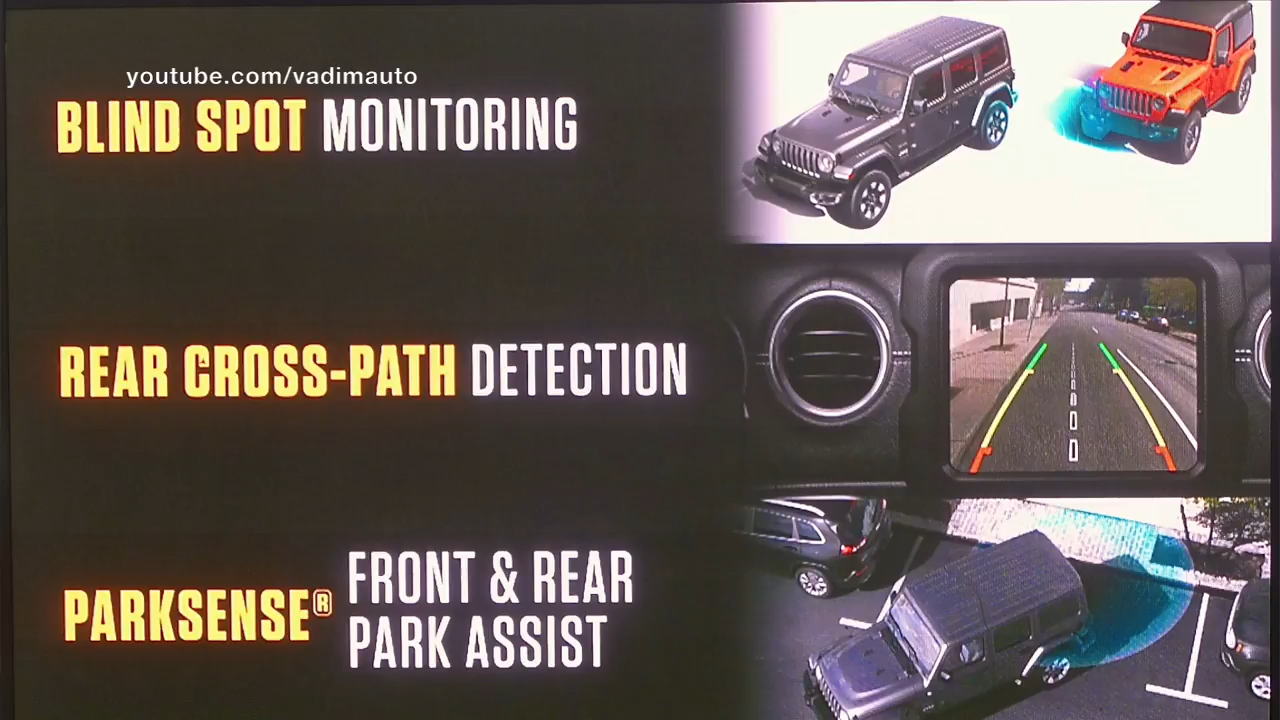 youtube.com/vadimauto
BLIND SPOT MONITORING
REAR CROSS-PATH DETECTION
PARKSENSE® FRONT & REAR
PARK ASSIST